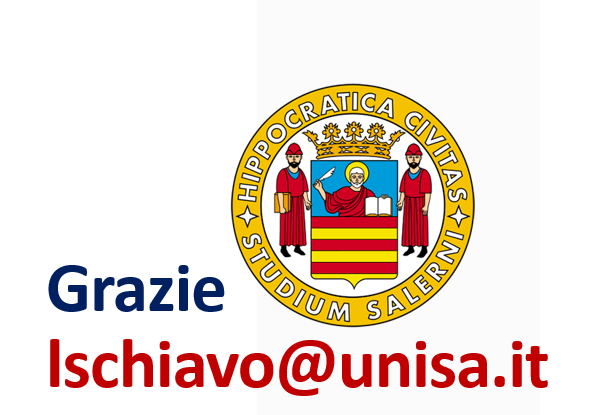 HIPPOCRATICA CIVITAS
STUDIUM SALERNI
Grazie
lschiavo@unisa.it